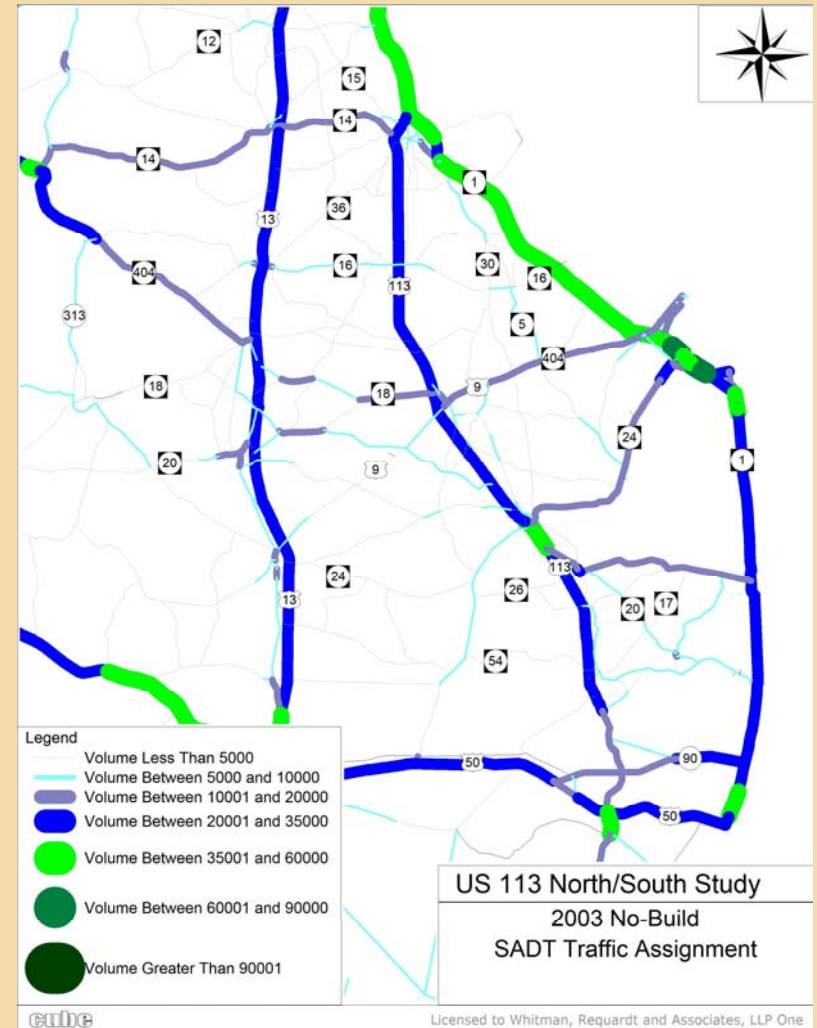 12
15
14
14
1
13
36
404
16
113
30
16
313
5
404
18
18
9
24
20
9
1
24
113
13
26
20
17
54
50
90
50
Legend
Volume Less Than 5000
Volume Between 5000 and 10000
Volume Between 10001 and 20000
Volume Between 20001 and 35000
Volume Between 35001 and 60000
Volume Between 60001 and 90000
Volume Greater Than 90001
US 113 North/South Study
2003 No-Build
SADT Traffic Assignment
cube
Licensed to Whitman, Requardt and Associates, LLP One